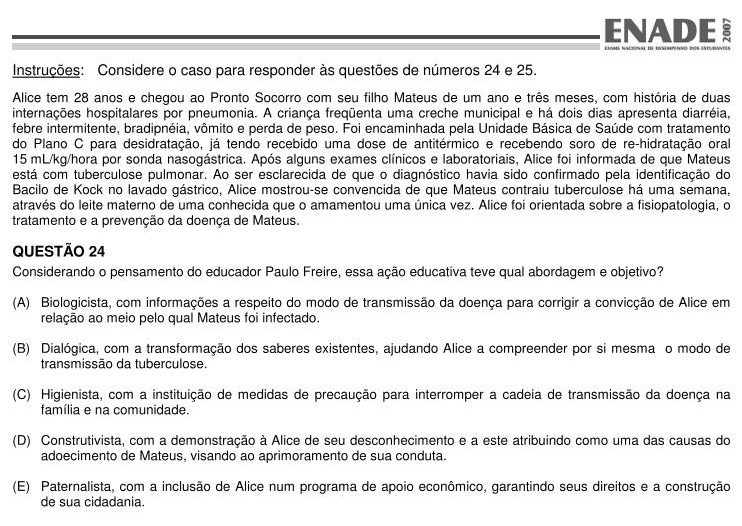 ENADE 2007
EXAME NACIONAL DE DESEMPENHO DOS ESTUDANTES
Instruções: Considere o caso para responder às questões de números 24 e 25.
Alice tem 28 anos e chegou ao Pronto Socorro com seu filho Mateus de um ano e três meses, com história de duas
internações hospitalares por pneumonia. A criança freqüenta uma creche municipal e há dois dias apresenta diarréia,
febre intermitente, bradipnéia, vômito e perda de peso. Foi encaminhada pela Unidade Básica de Saúde com tratamento
do Plano C para desidratação, já tendo recebido uma dose de antitérmico e recebendo soro de re-hidratação oral
15 mL/kg/hora por sonda nasogástrica. Após alguns exames clínicos e laboratoriais, Alice foi informada de que Mateus
está com tuberculose pulmonar. Ao ser esclarecida de que o diagnóstico havia sido confirmado pela identificação do
Bacilo de Kock no lavado gástrico, Alice mostrou-se convencida de que Mateus contraiu tuberculose há uma semana,
através do leite materno de uma conhecida que o amamentou uma única vez. Alice foi orientada sobre a fisiopatologia, o
tratamento e a prevenção da doença de Mateus.
QUESTÃO 24
Considerando o pensamento do educador Paulo Freire, essa ação educativa teve qual abordagem e objetivo?
(A) Biologicista, com informações a respeito do modo de transmissão da doença para corrigir a convicção de Alice em
relação ao meio pelo qual Mateus foi infectado.
(B) Dialógica, com a transformação dos saberes existentes, ajudando Alice a compreender por si mesma o modo de
transmissão da tuberculose.
(C) Higienista, com a instituição de medidas de precaução para interromper a cadeia de transmissão da doença na
família e na comunidade.
(D) Construtivista, com a demonstração à Alice de seu desconhecimento e a este atribuindo como uma das causas do
adoecimento de Mateus, visando ao aprimoramento de sua conduta.
(E) Paternalista, com a inclusão de Alice num programa de apoio econômico, garantindo seus direitos e a construção
de sua cidadania.